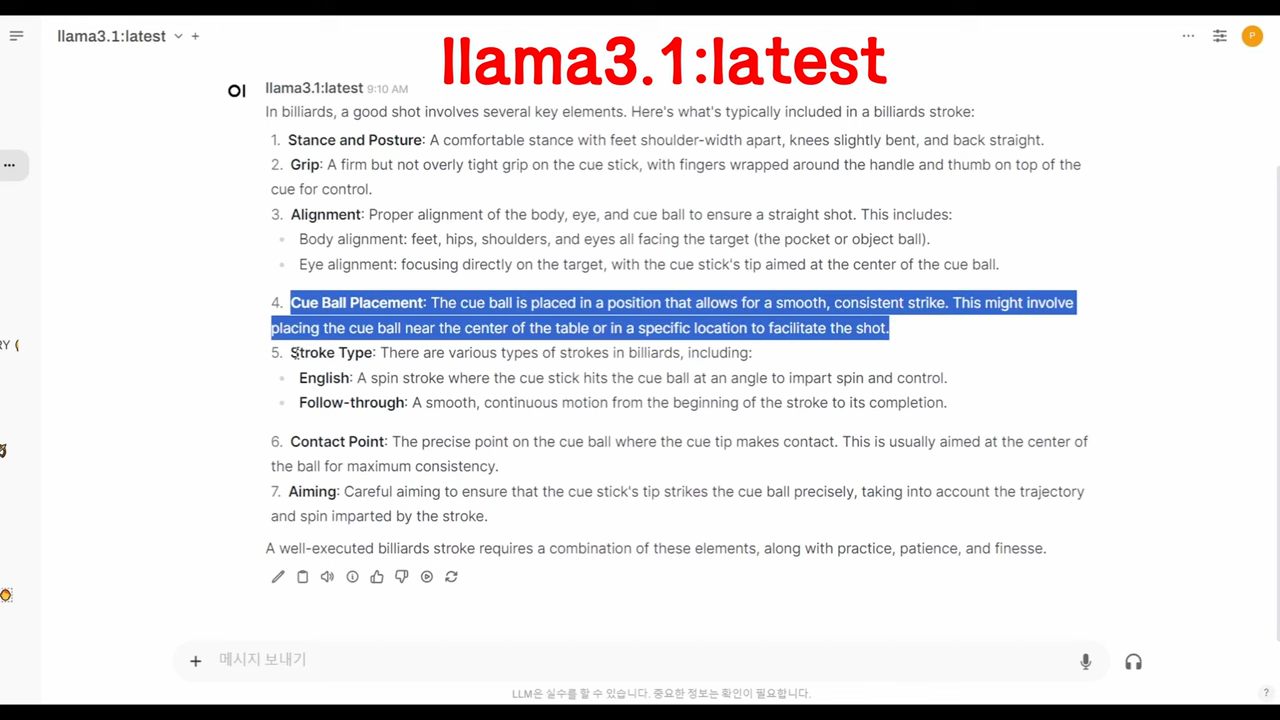 llama3.1:latest
llama3.1:latest
P
OI
llama3.1:latest 9:10 AM
In billiards, a good shot involves several key elements. Here's what's typically included in a billiards stroke:
1. Stance and Posture: A comfortable stance with feet shoulder-width apart, knees slightly bent, and back straight.
2. Grip: A firm but not overly tight grip on the cue stick, with fingers wrapped around the handle and thumb on top of the
cue for control.
3. Alignment: Proper alignment of the body, eye, and cue ball to ensure a straight shot. This includes:
Body alignment: feet, hips, shoulders, and eyes all facing the target (the pocket or object ball).
Eye alignment: focusing directly on the target, with the cue stick's tip aimed at the center of the cue ball.
4. Cue Ball Placement: The cue ball is placed in a position that allows for a smooth, consistent strike. This might involve
placing the cue ball near the center of the table or in a specific location to facilitate the shot.
RY (
5. Stroke Type: There are various types of strokes in billiards, including:
English: A spin stroke where the cue stick hits the cue ball at an angle to impart spin and control.
Follow-through: A smooth, continuous motion from the beginning of the stroke to its completion.
6. Contact Point: The precise point on the cue ball where the cue tip makes contact. This is usually aimed at the center of
the ball for maximum consistency.
7. Aiming: Careful aiming to ensure that the cue stick's tip strikes the cue ball precisely, taking into account the trajectory
and spin imparted by the stroke.
A well-executed billiards stroke requires a combination of these elements, along with practice, patience, and finesse.
메시지 보내기
LLM은 실수를 할 수 있습니다. 중요한 정보는 확인이 필요합니다.
?